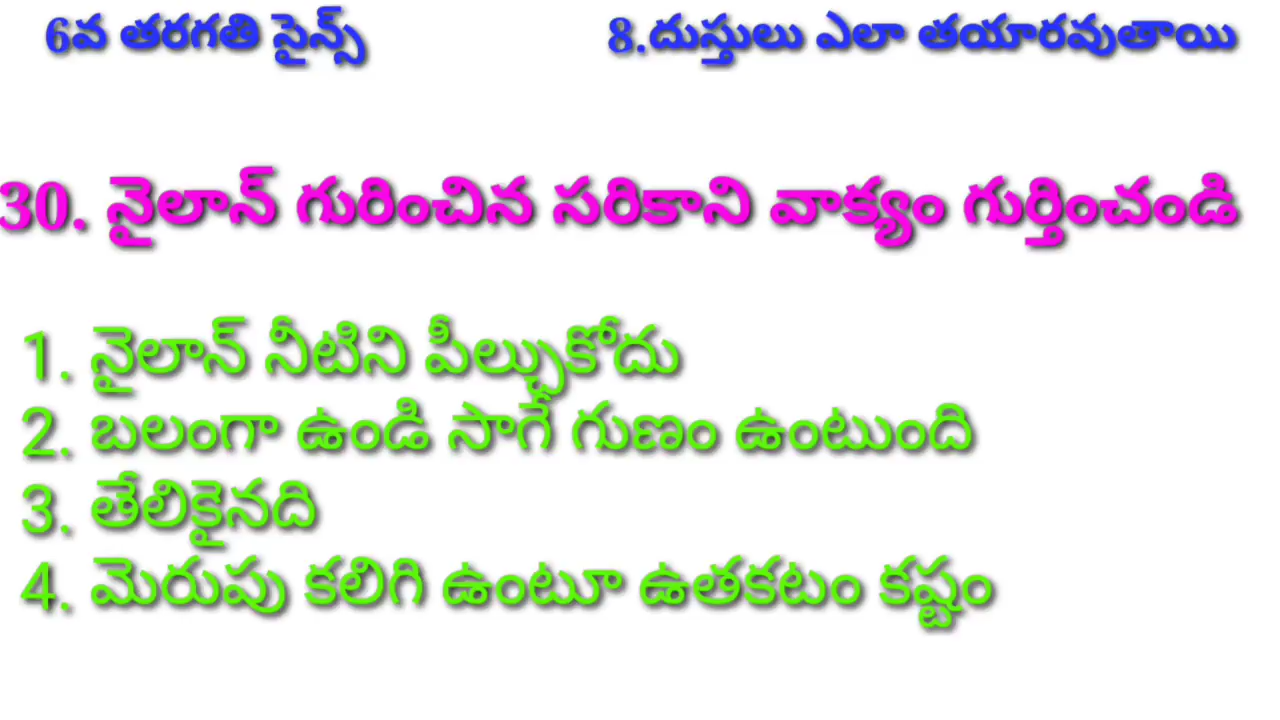 6వ తరగతి సైన్స్ 8.దుస్తులు ఎలా తయారవుతాయి
30. నైలాన్ గురించిన సరికాని వాక్యం గుర్తించండి
1. నైలాన్ నీటిని పీల్చుకోదు
2. బలంగా ఉండి సాగే గుణం ఉంటుంది
3. తేలికైనది
4. మెరుపు కలిగి ఉంటూ ఉతకటం కష్టం